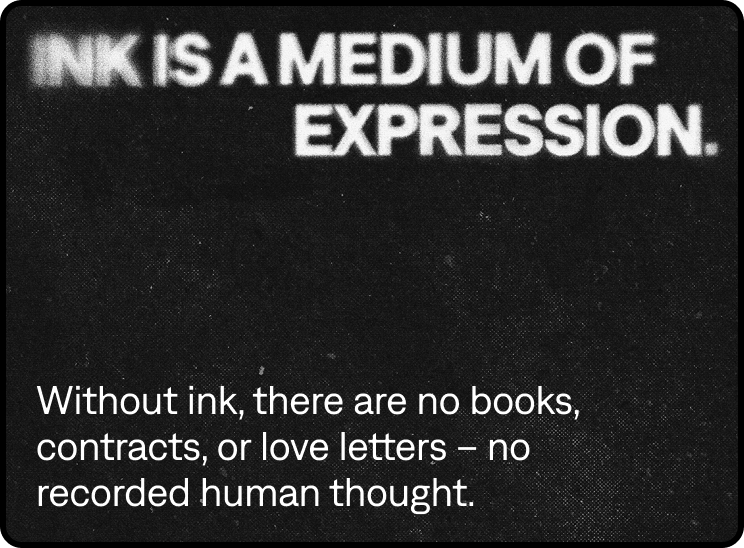 INK IS A MEDIUM OF
EXPRESSION.
Without ink, there are no books,
contracts, or love letters – no
recorded human thought.